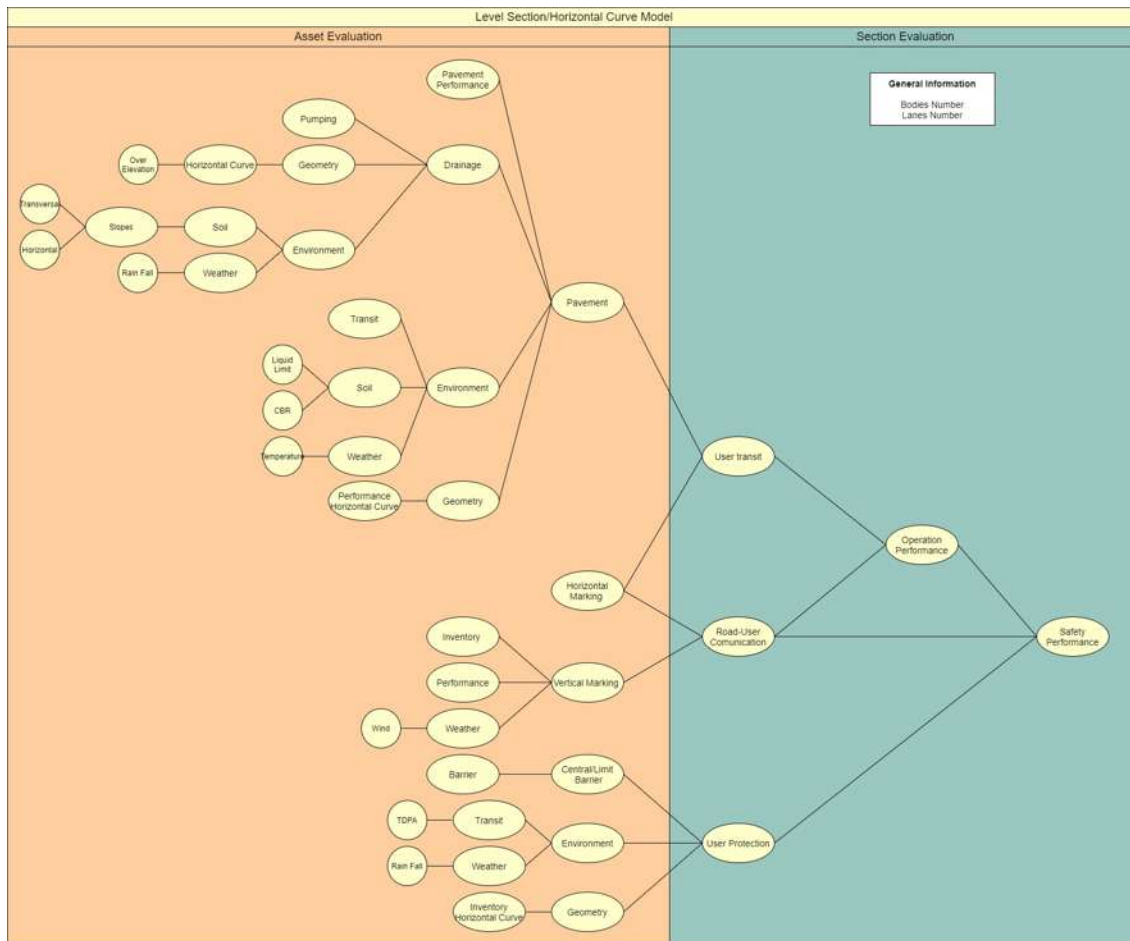 Level Section/Horizontal Curve Model
Asset Evaluation
Section Evaluation
General Information
Bodies Number
Lanes Number
Pavement
Performance
Pumping
Over
Elevation
Horizontal Curve
Geometry
Drainage
Transversa
Slopes
Soil
Horizontal
Environment
Rain Fall
Weather
Pavement
Transit
Liquid
Limit
Soil
Environment
CBR
Temperature
Weather
User transit
Performance
Horizontal Curve
Geometry
Operation
Performance
Horizontal
Marking
Inventory
Road-User
Comunication
Safety
Performance
Performance
Vertical Marking
Wind
Weather
Barrier
Central/Limit
Barrier
TDPA
Transit
Environment
User Protection
Rain Fall
Weather
Inventory
Horizontal Curve
Geometry